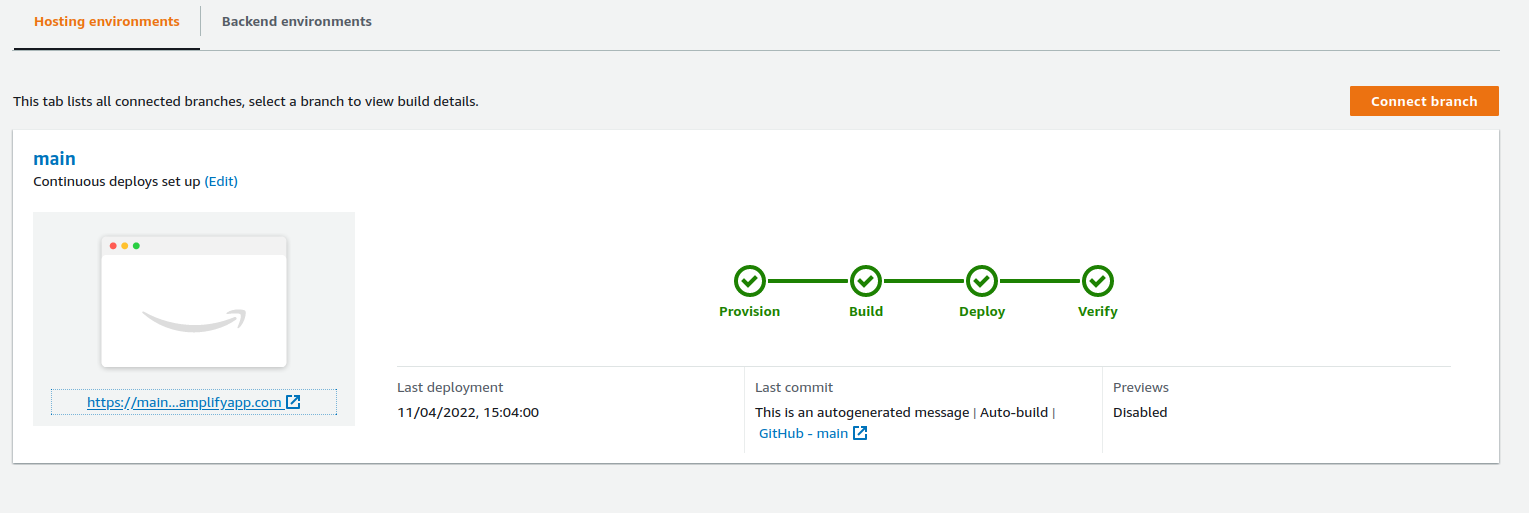 Hosting environments
Backend environments
This tab lists all connected branches, select a branch to view build details.
Connect branch
main
Continuous deploys set up (Edit)
https://main...amplifyapp.com
Provision
Build
Deploy
Verify
Last deployment
11/04/2022, 15:04:00
Last commit
This is an autogenerated message | Auto-build |
GitHub - main
Previews
Disabled